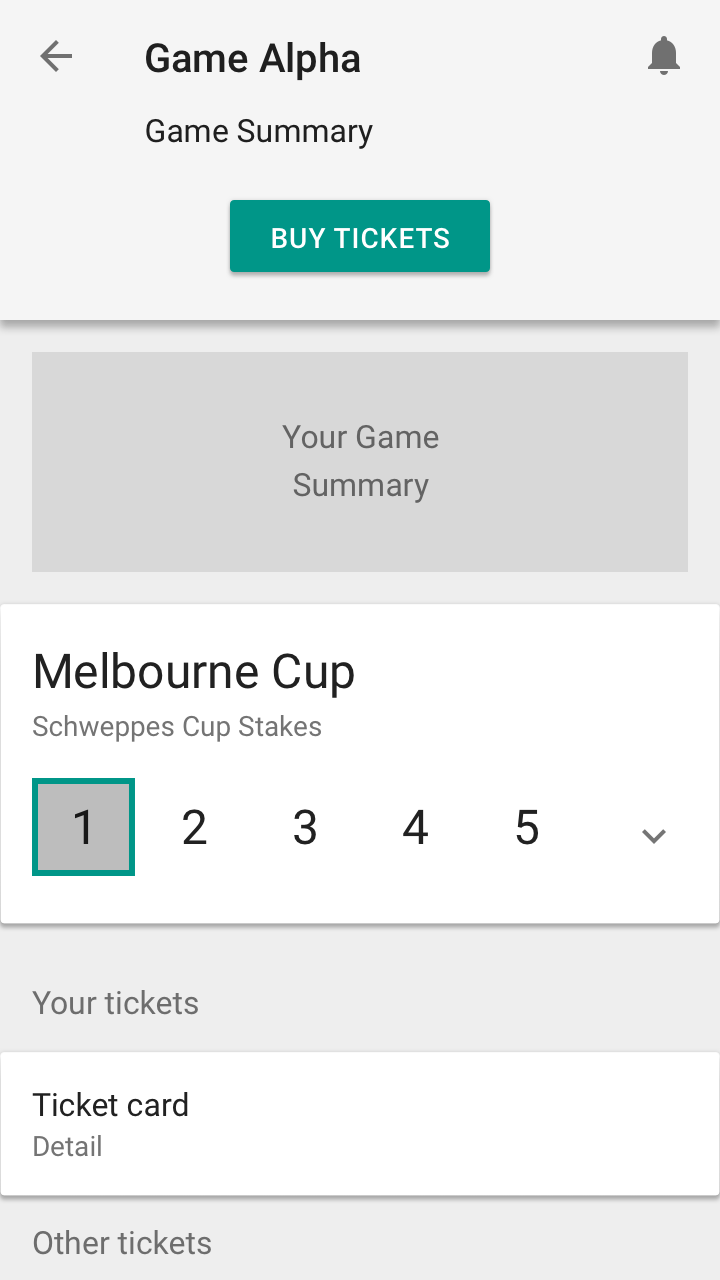 Game Alpha
Game Summary
BUY TICKETS
Your Game
Summary
Melbourne Cup
Schweppes Cup Stakes
1 2 3 4 5
Your tickets
Ticket card
Detail
Other tickets